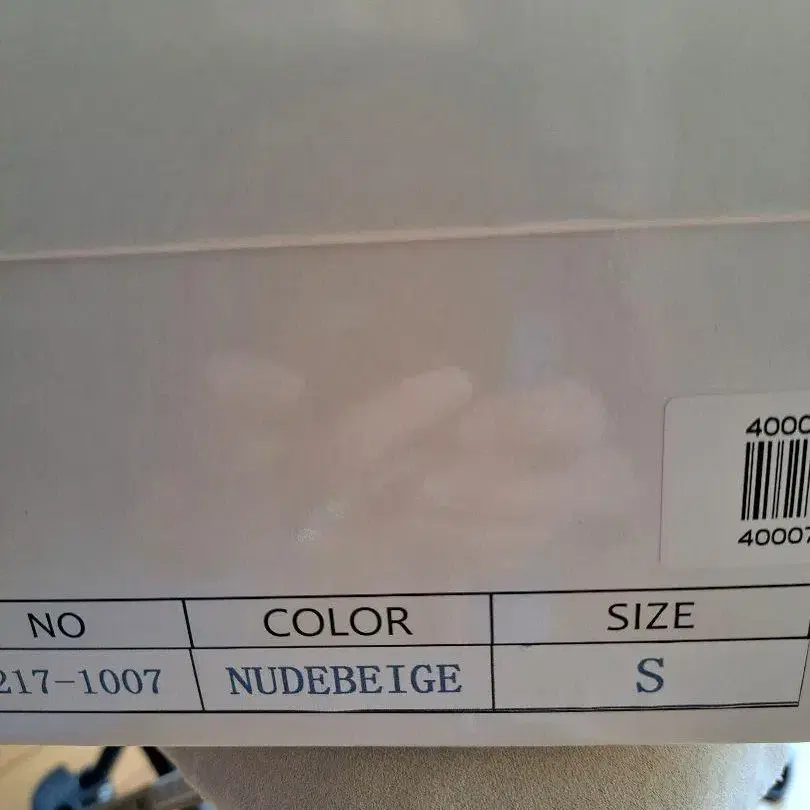 4000
40007
NO COLOR SIZE
217-1007 NUDEBEIGE S